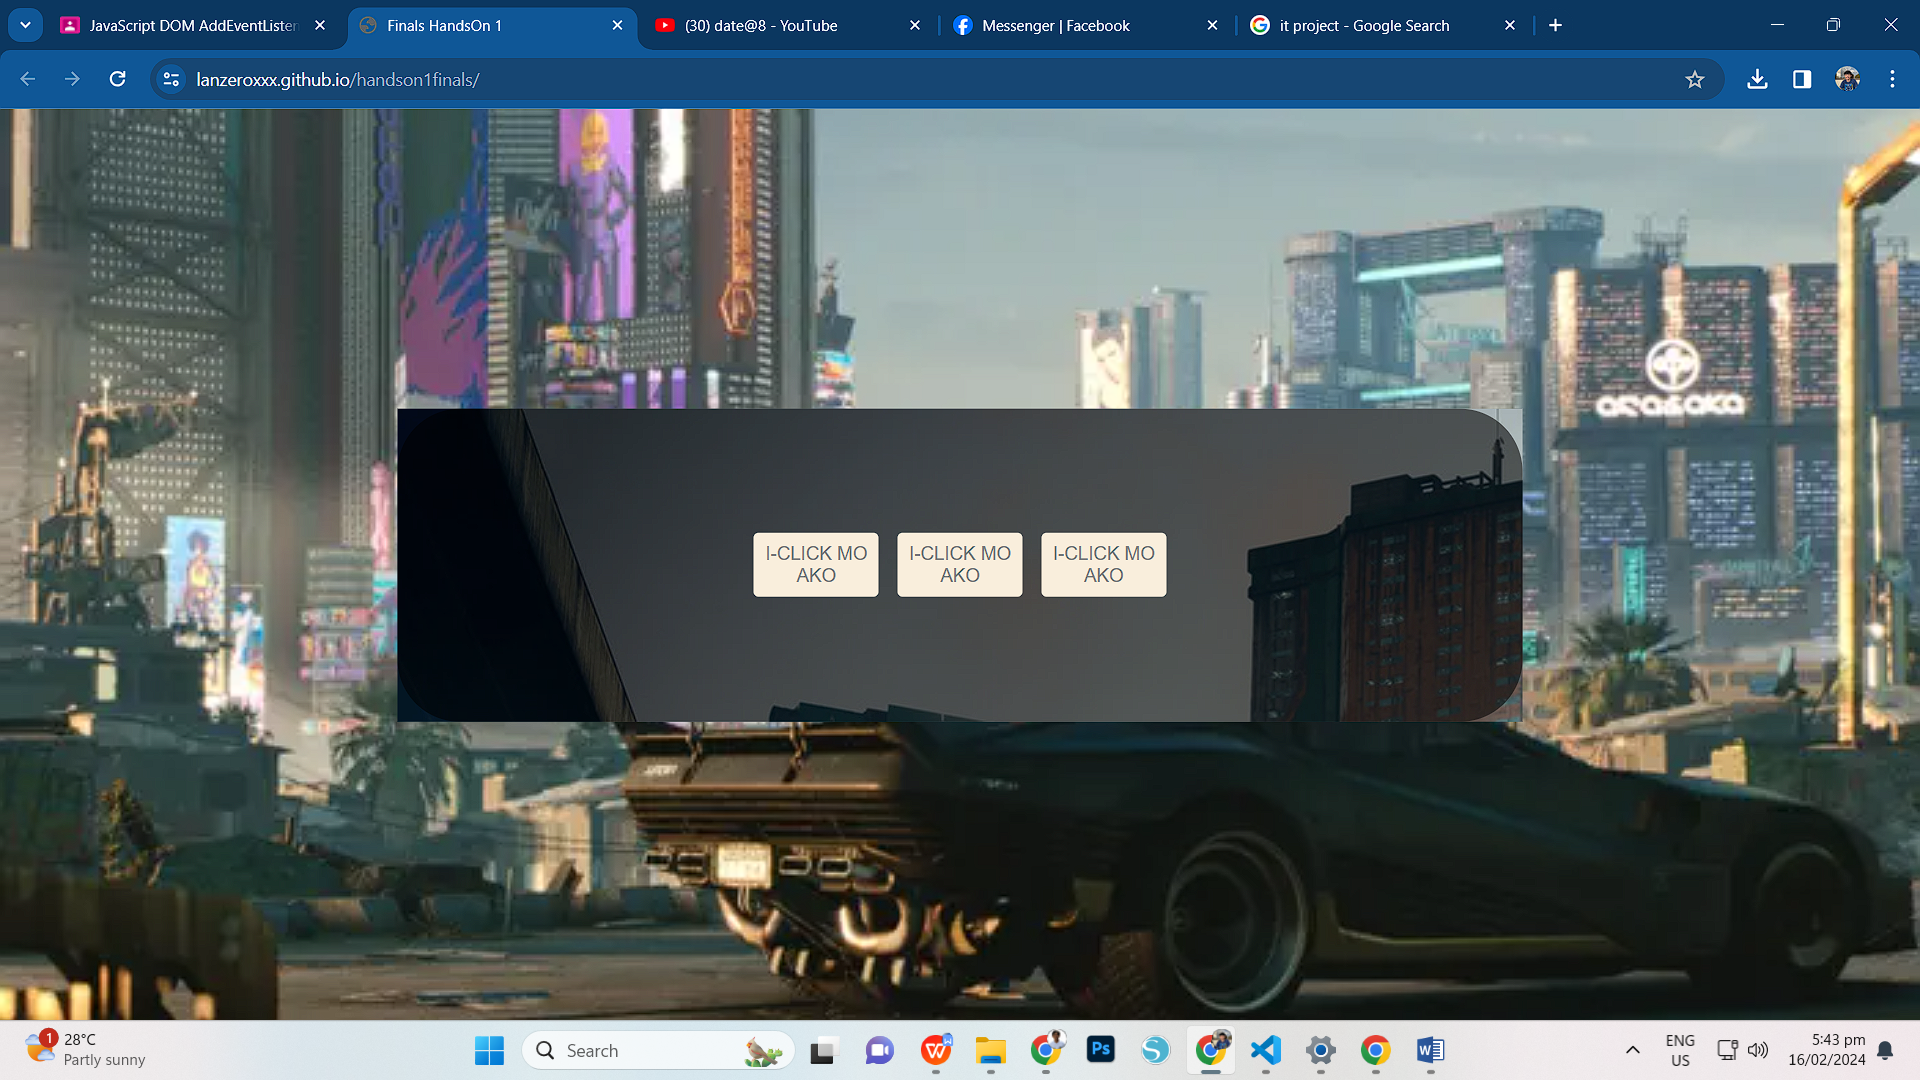 JavaScript DOM AddEventListen
Finals HandsOn 1
(30) date@8 - YouTube
Messenger | Facebook
it project - Google Search
lanzeroxxx.github.io/handson1finals/
arasaka
I-CLICK MO
AKO
I-CLICK MO
AKO
I-CLICK MO
AKO
1
28°C
Partly sunny
Search
Ps
ENG
US
5:43 pm
16/02/2024